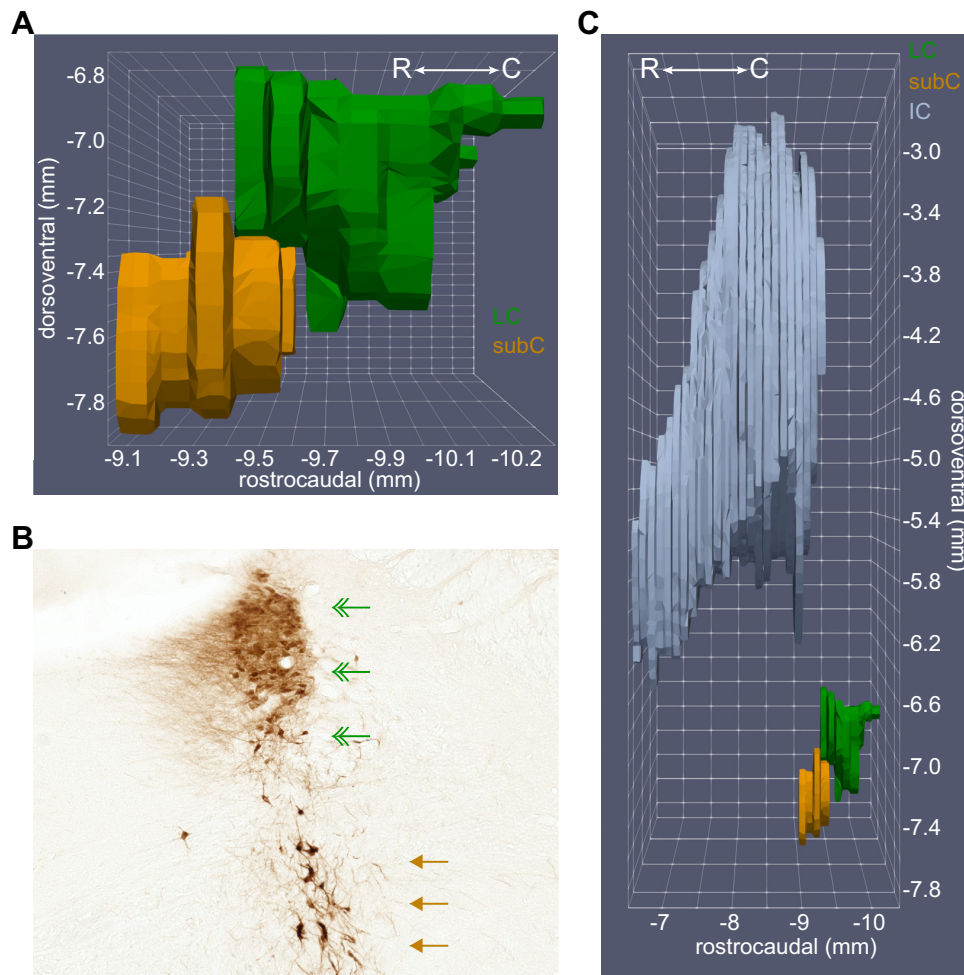 A
R C
-6.8
-7.0
-7.2
-7.4
-7.6
-7.8
dorsoventral (mm)
LC
subC
-9.1 -9.3 -9.5 -9.7 -9.9 -10.1 -10.2
rostrocaudal (mm)
B
C
R C
LC
subC
IC
-3.0
-3.4
-3.8
-4.2
-4.6
-5.0
-5.4
-5.8
-6.2
-6.6
-7.0
-7.4
-7.8
dorsoventral (mm)
-7 -8 -9 -10
rostrocaudal (mm)